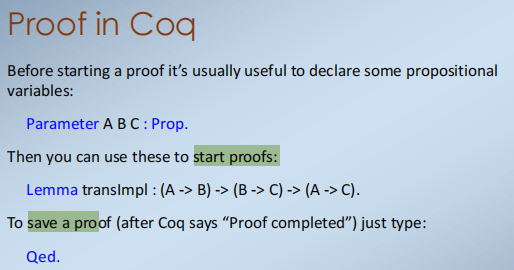 Proof in Coq
Before starting a proof it’s usually useful to declare some propositional
variables:
Parameter A B C : Prop.
Then you can use these to start proofs:
Lemma transImpl : (A -> B) -> (B -> C) -> (A -> C).
To save a proof (after Coq says “Proof completed”) just type:
Qed.